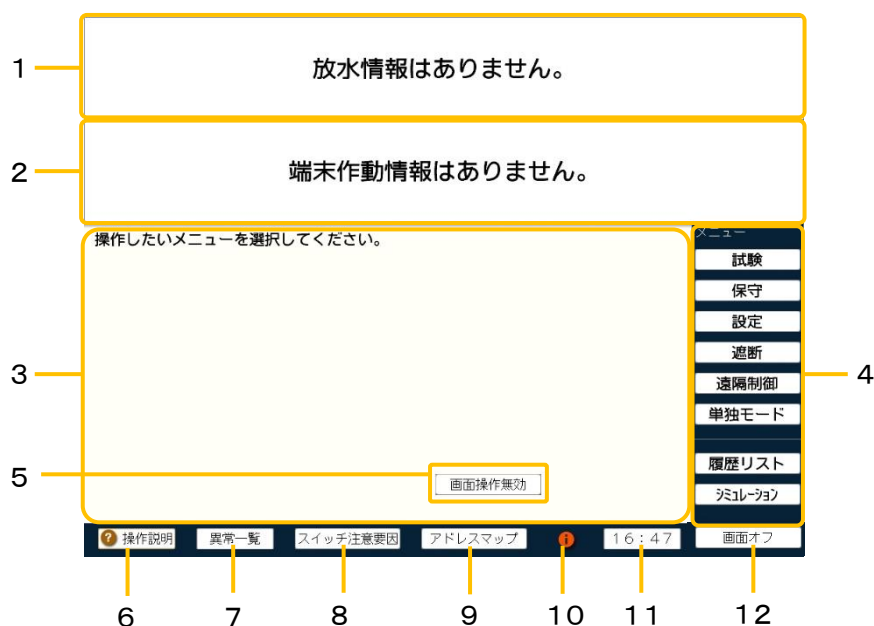 1
放水情報はありません。
2
端末作動情報はありません。
操作したいメニューを選択してください。
メニュー
試験
保守
設定
遮断
3
遠隔制御
4
単独モード
履歴リスト
5
画面操作無効
シミュレーション
? 操作説明
異常一覧
スイッチ注意要因
アドレスマップ
i
16:47
画面オフ
6
7
8
9
10
11
12